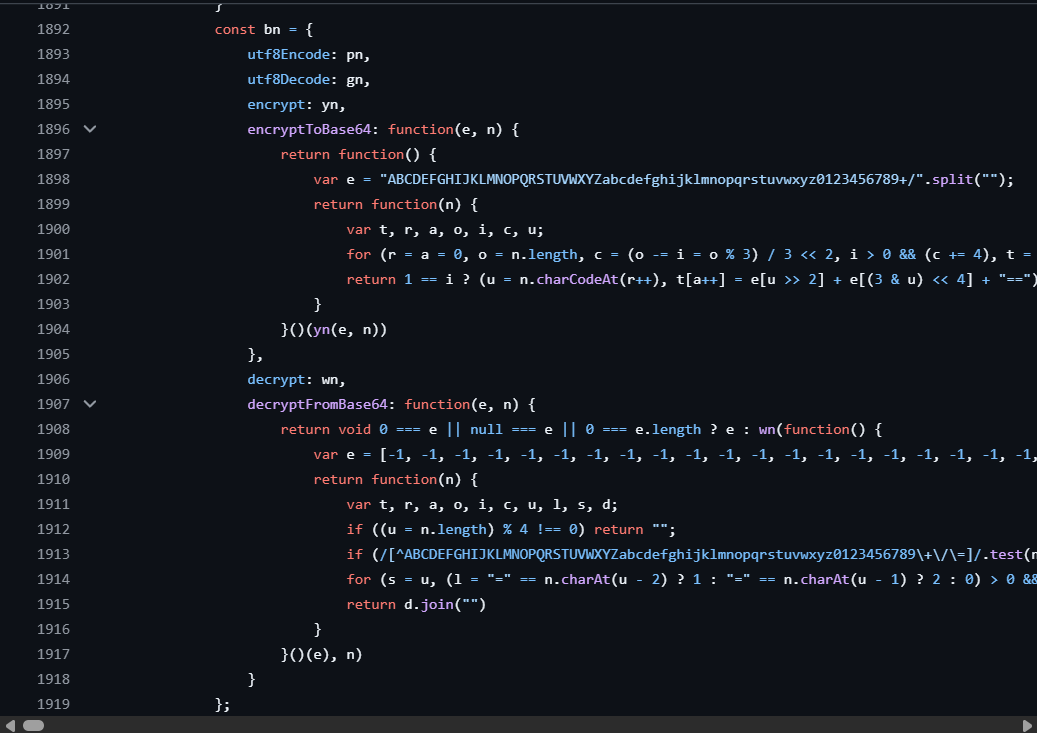 1891 }
1892 const bn = {
1893 utf8Encode: pn,
1894 utf8Decode: gn,
1895 encrypt: yn,
1896 encryptToBase64: function(e, n) {
1897 return function() {
1898 var e = "ABCDEFGHIJKLMNOPQRSTUVWXYZabcdefghijklmnopqrstuvwxyz0123456789+/".split("");
1899 return function(n) {
1900 var t, r, a, o, i, c, u;
1901 for (r = a = 0, o = n.length, c = (o -= i = o % 3) / 3 << 2, i > 0 && (c += 4), t =
1902 return 1 == i ? (u = n.charCodeAt(r++), t[a++] = e[u >> 2] + e[(3 & u) << 4] + "==")
1903 }
1904 }()(yn(e, n))
1905 },
1906 decrypt: wn,
1907 decryptFromBase64: function(e, n) {
1908 return void 0 === e || null === e || 0 === e.length ? e : wn(function() {
1909 var e = [-1, -1, -1, -1, -1, -1, -1, -1, -1, -1, -1, -1, -1, -1, -1, -1, -1, -1, -1, -1,
1910 return function(n) {
1911 var t, r, a, o, i, c, u, l, s, d;
1912 if ((u = n.length) % 4 !== 0) return "";
1913 if (/[^ABCDEFGHIJKLMNOPQRSTUVWXYZabcdefghijklmnopqrstuvwxyz0123456789\+\/\=]/.test(n
1914 for (s = u, (l = "=" == n.charAt(u - 2) ? 1 : "=" == n.charAt(u - 1) ? 2 : 0) > 0 &&
1915 return d.join("")
1916 }
1917 }()(e), n)
1918 }
1919 };